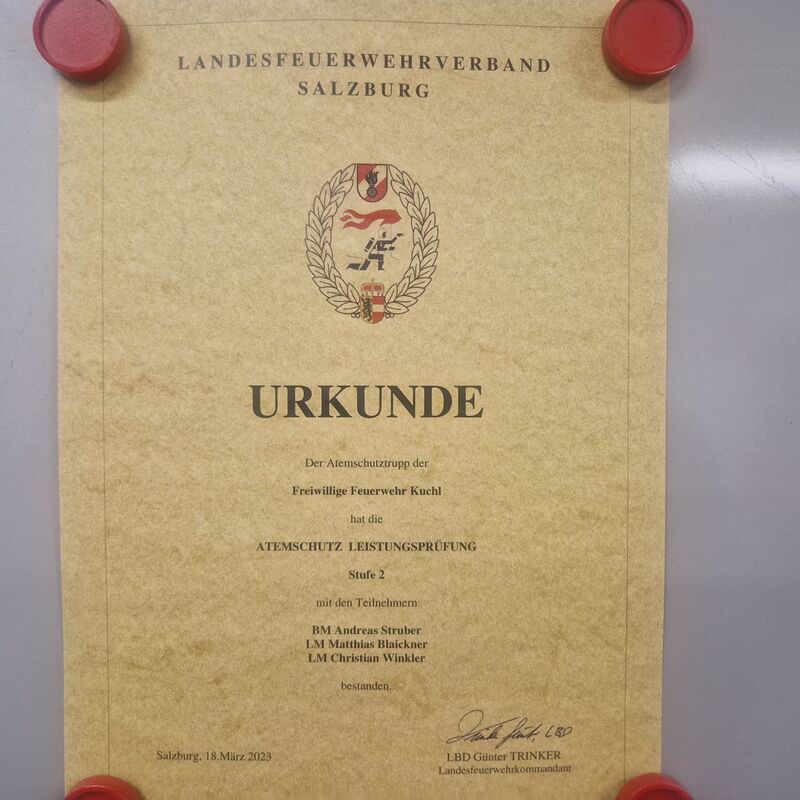 LANDESFEUERWEHRVERBAND
SALZBURG
URKUNDE
Der Atemschutztrupp der
Freiwillige Feuerwehr Kuchl
hat die
ATEMSCHUTZ LEISTUNGSPRÜFUNG
Stufe 2
mit den Teilnehmern
BM Andreas Struber
LM Matthias Blaickner
LM Christian Winkler
bestanden.
LBD
Salzburg, 18.März 2023
LBD Günter TRINKER
Landesfeuerwehrkommandant